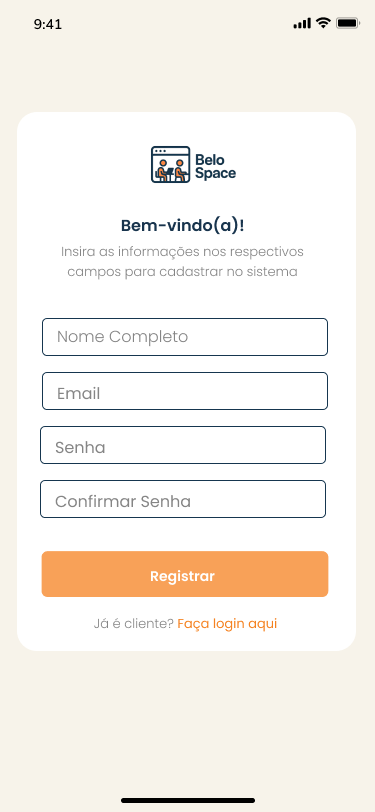 9:41
Belo
Space
Bem-vindo(a)!
Insira as informações nos respectivos
campos para cadastrar no sistema
Nome Completo
Email
Senha
Confirmar Senha
Registrar
Já é cliente? Faça login aqui